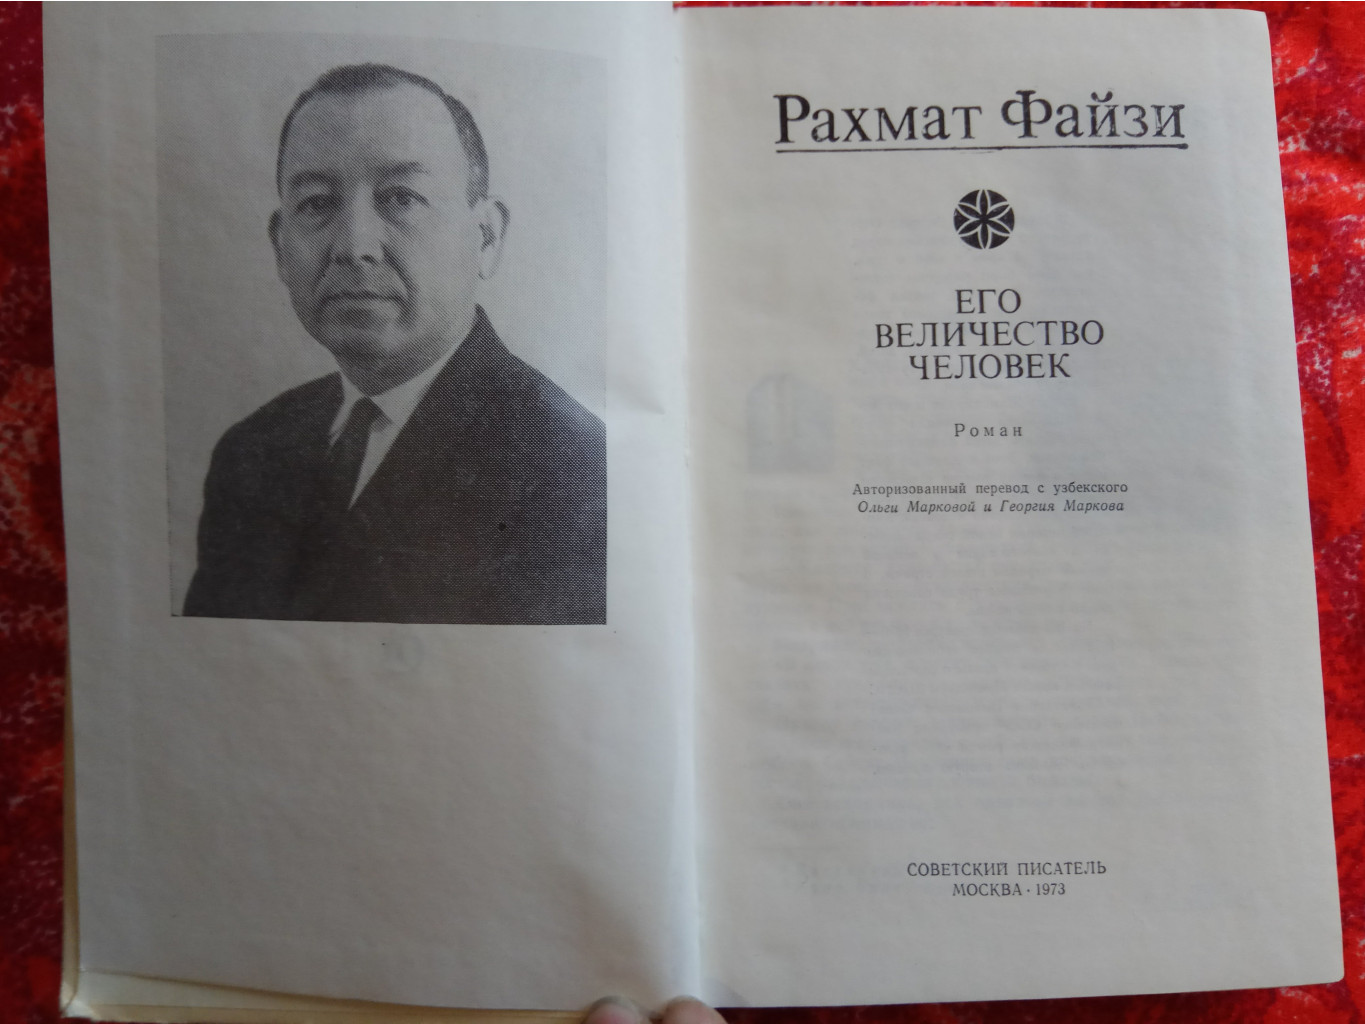 Рахмат Файзи
ЕГО
ВЕЛИЧЕСТВО
ЧЕЛОВЕК
Роман
Авторизованный перевод с узбекского
Ольги Марковой и Георгия Маркова
СОВЕТСКИЙ ПИСАТЕЛЬ
МОСКВА · 1973